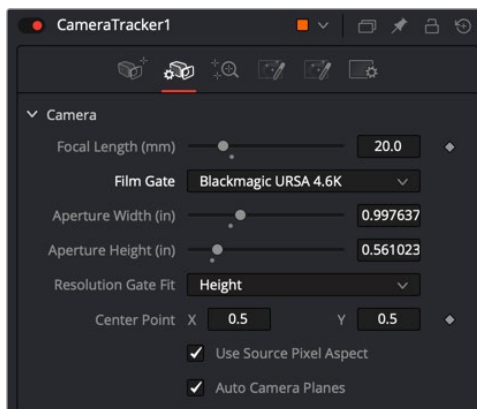 CameraTracker1
Camera
Focal Length (mm) 20.0
Film Gate Blackmagic URSA 4.6K
Aperture Width (in) 0.997637
Aperture Height (in) 0.561023
Resolution Gate Fit Height
Center Point X 0.5 Y 0.5
Use Source Pixel Aspect
Auto Camera Planes